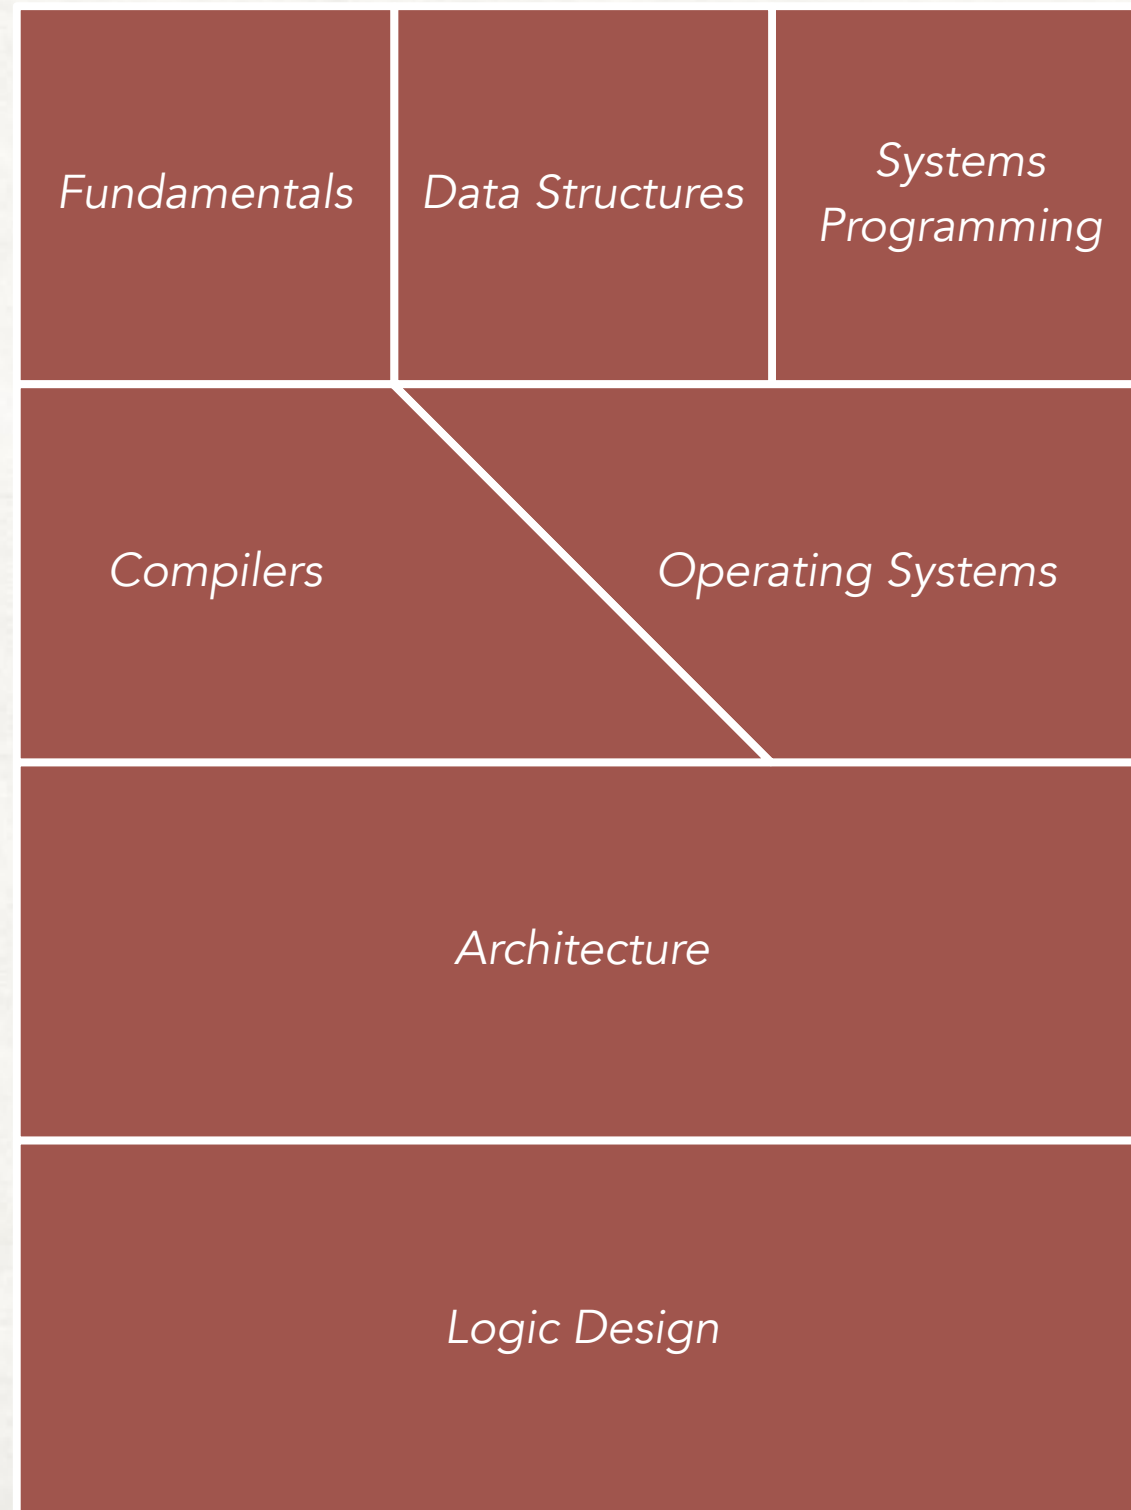 Fundamentals
Data Structures
Systems
Programming
Compilers
Operating Systems
Architecture
Logic Design